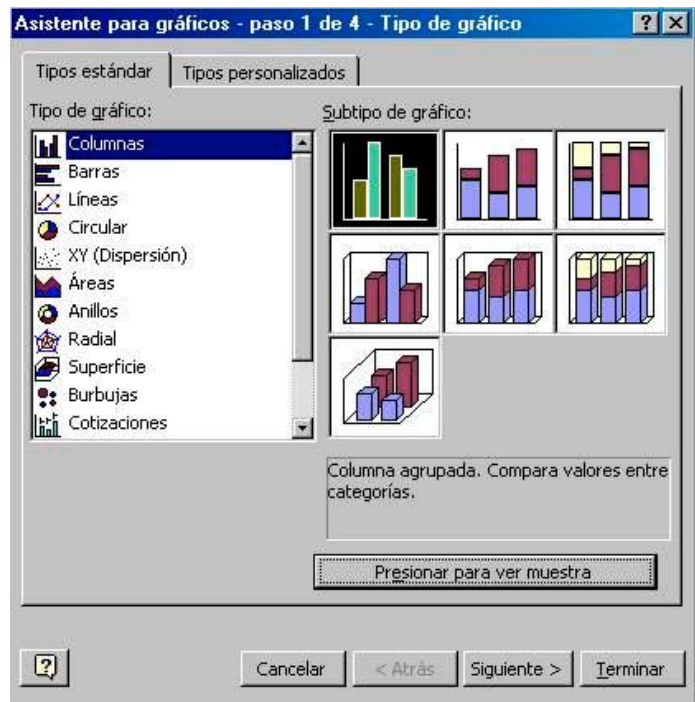 Asistente para gráficos - paso 1 de 4 - Tipo de gráfico
Tipos estándar
Tipos personalizados
Tipo de gráfico:
Columnas
Barras
Líneas
Circular
XY (Dispersión)
Áreas
Anillos
Radial
Superficie
Burbujas
Cotizaciones
Subtipo de gráfico:
Columna agrupada. Compara valores entre
categorías.
Presionar para ver muestra
Cancelar
< Atrás
Siguiente >
Terminar